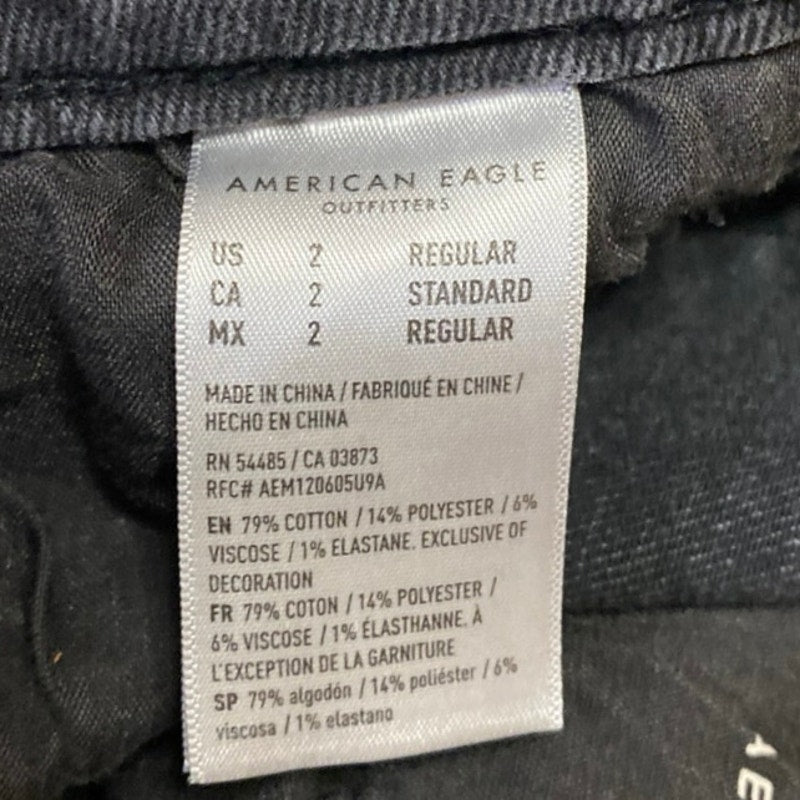 AMERICAN EAGLE
OUTFITTERS
US 2 REGULAR
CA 2 STANDARD
MX 2 REGULAR
MADE IN CHINA / FABRIQUÉ EN CHINE /
HECHO EN CHINA
RN 54485 / CA 03873
RFC# AEM120605U9A
EN 79% COTTON / 14% POLYESTER / 6%
VISCOSE / 1% ELASTANE. EXCLUSIVE OF
DECORATION
FR 79% COTON / 14% POLYESTER /
6% VISCOSE / 1% ÉLASTHANNE. À
L'EXCEPTION DE LA GARNITURE
SP 79% algodón / 14% poliéster / 6%
viscosa / 1% elastano